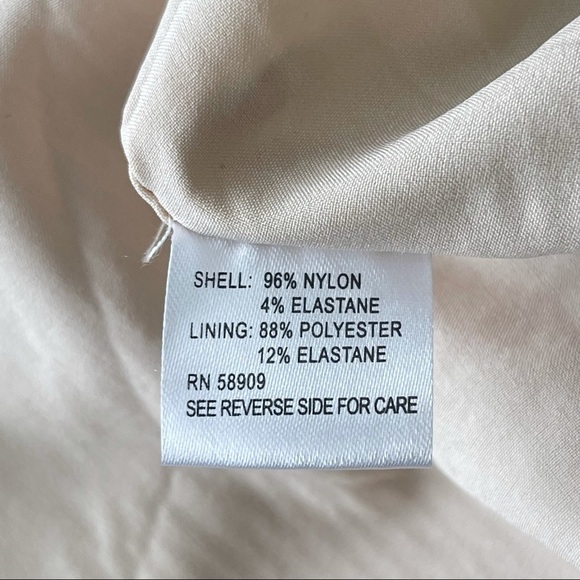 SHELL: 96% NYLON
4% ELASTANE
LINING: 88% POLYESTER
12% ELASTANE
RN 58909
SEE REVERSE SIDE FOR CARE